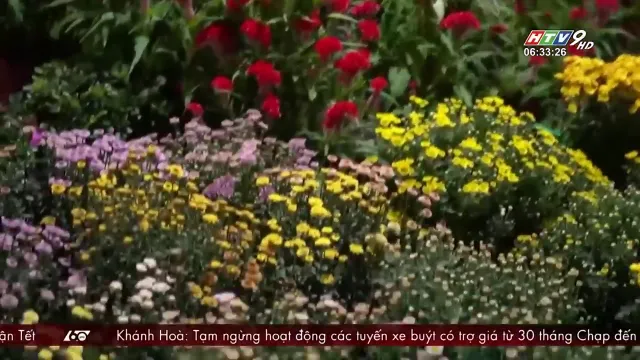 HTV9 HD
06:33:26
ận Tết 60 Khánh Hoà: Tạm ngừng hoạt động các tuyến xe buýt có trợ giá từ 30 tháng Chạp đến